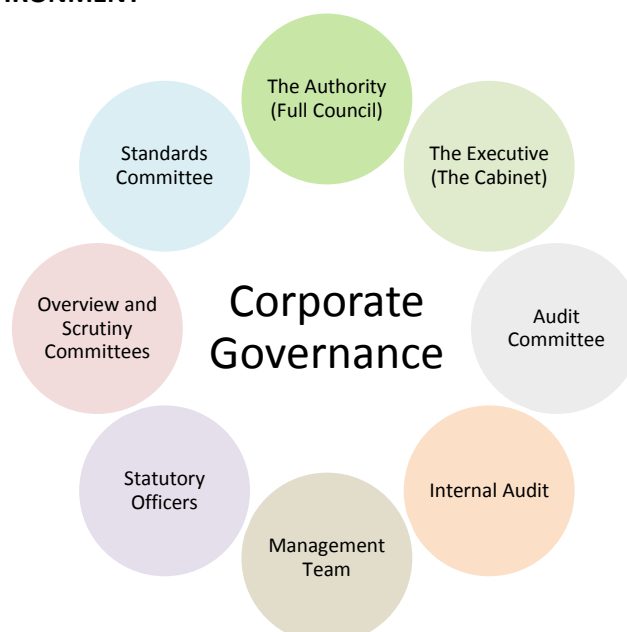 The Authority
(Full Council)
The Executive
(The Cabinet)
Audit
Committee
Internal Audit
Management
Team
Statutory
Officers
Overview and
Scrutiny
Committees
Standards
Committee
Corporate
Governance